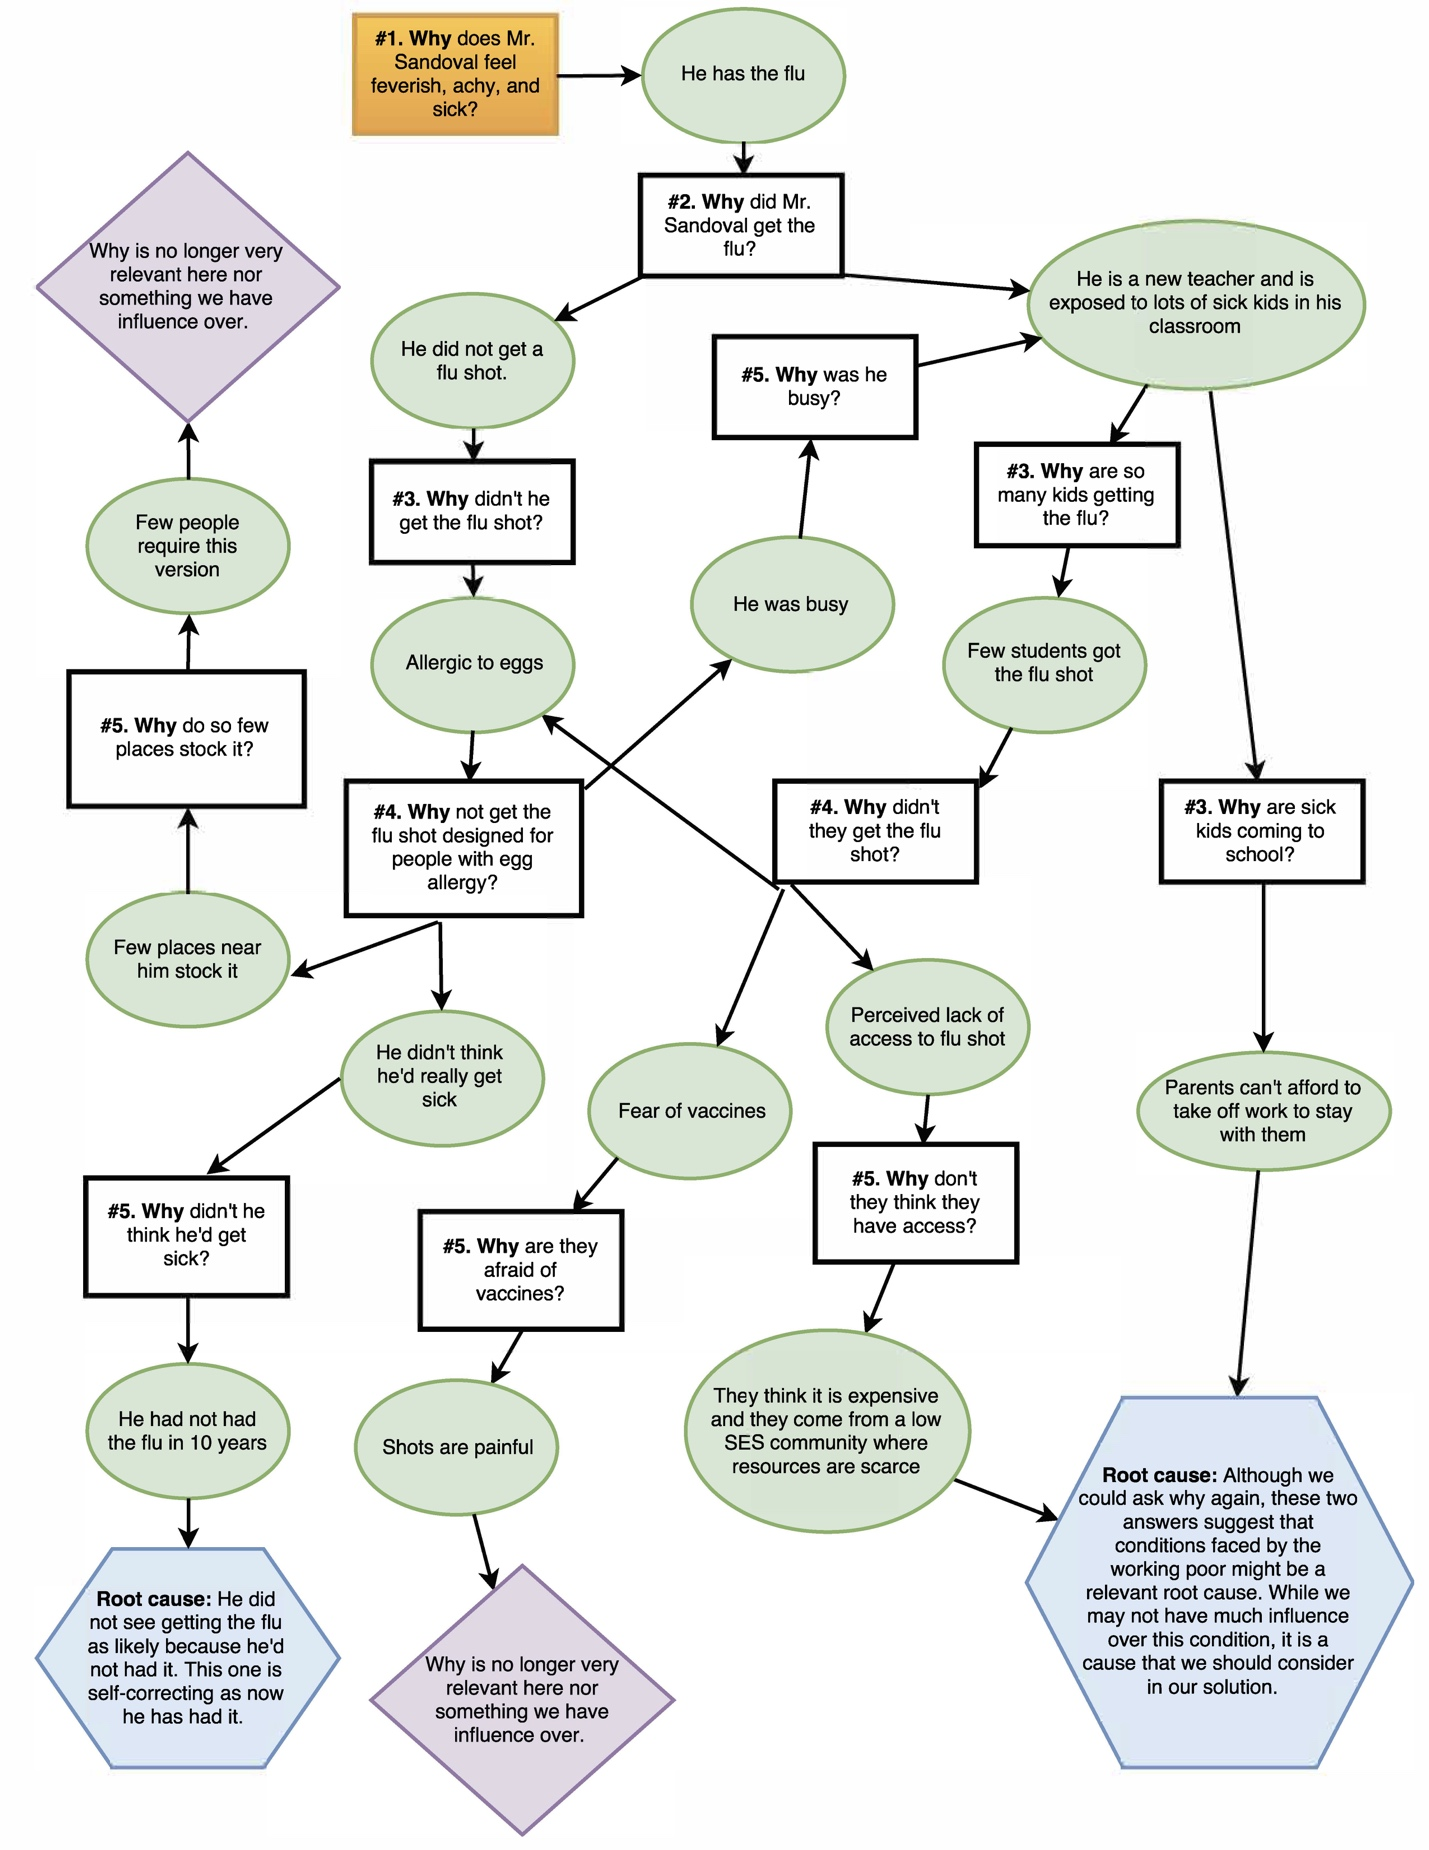 #1. Why does Mr.
Sandoval feel
feverish, achy, and
sick?
He has the flu
#2. Why did Mr.
Sandoval get the
flu?
Why is no longer very
relevant here nor
something we have
influence over.
He is a new teacher and is
exposed to lots of sick kids in his
classroom
He did not get a
flu shot.
#5. Why was he
busy?
#3. Why didn't he
get the flu shot?
#3. Why are so
many kids getting
the flu?
Few people
require this
version
He was busy
Allergic to eggs
Few students got
the flu shot
#5. Why do so few
places stock it?
#4. Why not get the
flu shot designed for
people with egg
allergy?
#4. Why didn't
they get the flu
shot?
#3. Why are sick
kids coming to
school?
Few places near
him stock it
He didn't think
he'd really get
sick
Fear of vaccines
Perceived lack of
access to flu shot
Parents can't afford to
take off work to stay
with them
#5. Why didn't he
think he'd get
sick?
#5. Why are they
afraid of
vaccines?
#5. Why don't
they think they
have access?
He had not had
the flu in 10 years
Shots are painful
They think it is expensive
and they come from a low
SES community where
resources are scarce
Root cause: He did
not see getting the flu
as likely because he'd
not had it. This one is
self-correcting as now
he has had it.
Why is no longer very
relevant here nor
something we have
influence over.
Root cause: Although we
could ask why again, these two
answers suggest that
conditions faced by the
working poor might be a
relevant root cause. While we
may not have much influence
over this condition, it is a
cause that we should consider
in our solution.